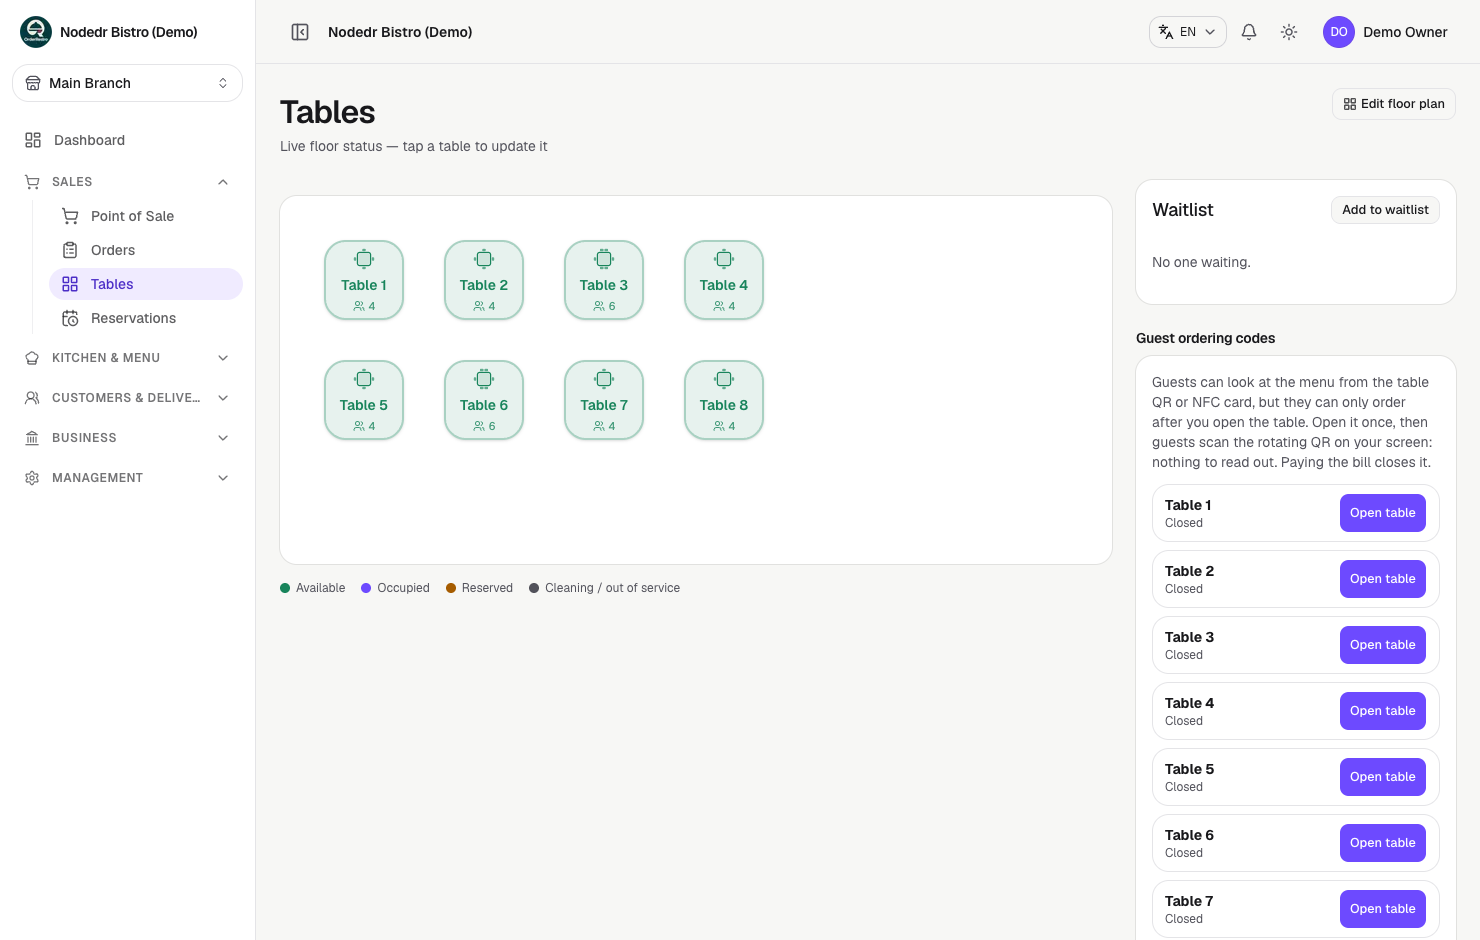 Nodedr Bistro (Demo)
Main Branch
Dashboard
SALES
Point of Sale
Orders
Tables
Reservations
KITCHEN & MENU
CUSTOMERS & DELIVE...
BUSINESS
MANAGEMENT
Nodedr Bistro (Demo)
EN
DO
Demo Owner
Tables
Live floor status — tap a table to update it
Edit floor plan
Table 1
4
Table 2
4
Table 3
6
Table 4
4
Table 5
4
Table 6
6
Table 7
4
Table 8
4
Available
Occupied
Reserved
Cleaning / out of service
Waitlist
Add to waitlist
No one waiting.
Guest ordering codes
Guests can look at the menu from the table
QR or NFC card, but they can only order
after you open the table. Open it once, then
guests scan the rotating QR on your screen:
nothing to read out. Paying the bill closes it.
Table 1
Closed
Open table
Table 2
Closed
Open table
Table 3
Closed
Open table
Table 4
Closed
Open table
Table 5
Closed
Open table
Table 6
Closed
Open table
Table 7
Closed
Open table